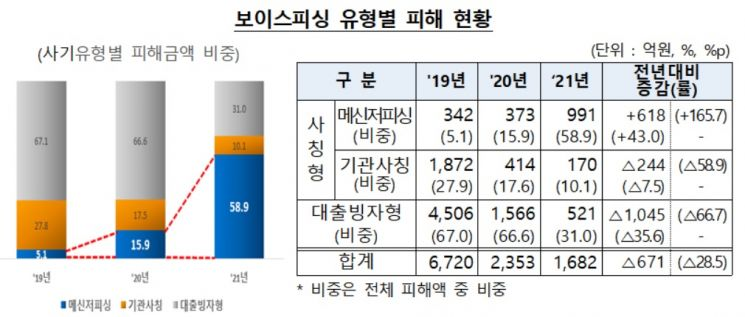 보이스피싱 유형별 피해 현황
(사기유형별 피해금액 비중)
67.1
66.6
31.0
27.8
17.5
10.1
5.1
15.9
58.9
'19년
'20년
'21년
메신저피싱 기관사칭 대출빙자형
(단위 : 억원, %, %p)
구 분 '19년 '20년 '21년 전년대비 증감(률)
사칭형
메신저피싱 342 373 991 +618 (+165.7)
(비중) (5.1) (15.9) (58.9) (+43.0) -
기관사칭 1,872 414 170 △244 (△58.9)
(비중) (27.9) (17.6) (10.1) (△7.5) -
대출빙자형 4,506 1,566 521 △1,045 (△66.7)
(비중) (67.0) (66.6) (31.0) (△35.6) -
합계 6,720 2,353 1,682 △671 (△28.5)
* 비중은 전체 피해액 중 비중